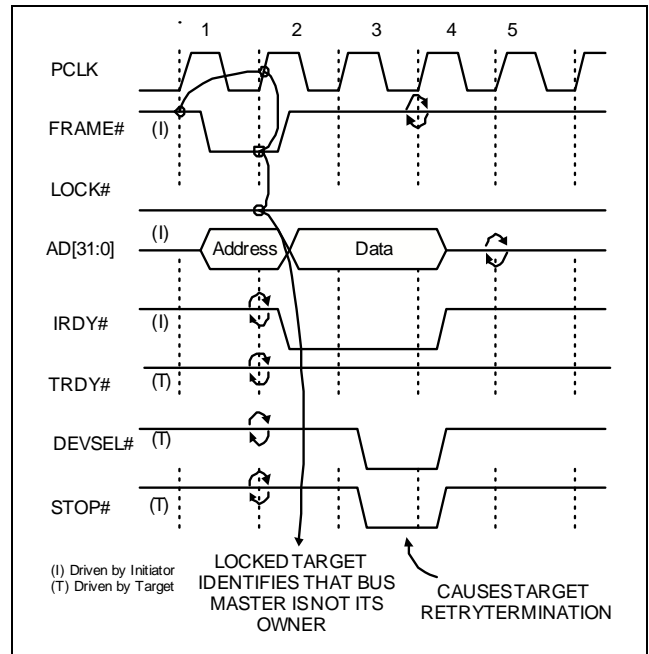 1 2 3 4 5
PCLK
FRAME# (I)
LOCK#
AD[31:0] (I) Address Data
IRDY# (I)
TRDY# (T)
DEVSEL# (T)
STOP# (T)
(I) Driven by Initiator
(T) Driven by Target
LOCKED TARGET
IDENTIFIES THAT BUS
MASTER IS NOT ITS
OWNER
CAUSES TARGET
RETRY TERMINATION